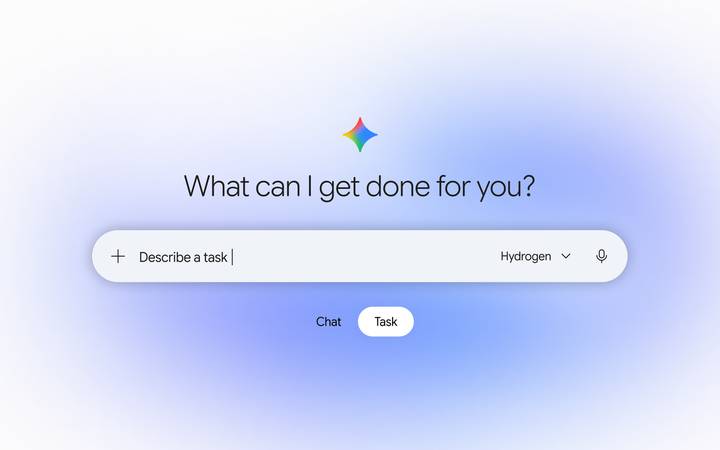 What can I get done for you?
Describe a task
Hydrogen
Chat
Task